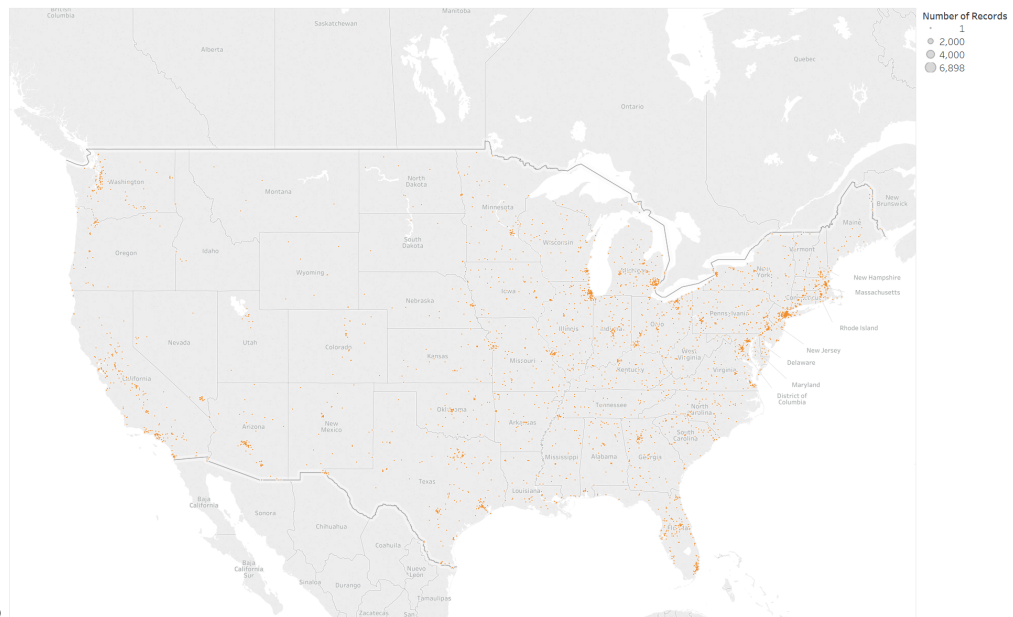 British
Columbia
Alberta
Saskatchewan
Manitoba
Ontario
Quebec
New
Brunswick
Maine
Washington
Montana
North
Dakota
Minnesota
Wisconsin
Michigan
New
York
Vermont
New Hampshire
Massachusetts
Connecticut
Rhode Island
Oregon
Idaho
Wyoming
South
Dakota
Nebraska
Iowa
Illinois
Indiana
Ohio
Pennsylvania
New Jersey
Delaware
Maryland
District of
Columbia
Nevada
Utah
Colorado
Kansas
Missouri
Kentucky
West
Virginia
Virginia
California
Arizona
New
Mexico
Oklahoma
Arkansas
Tennessee
North
Carolina
South
Carolina
Texas
Louisiana
Mississippi
Alabama
Georgia
Florida
Baja
California
Sonora
Chihuahua
Coahuila
Baja
California
Sur
Sinaloa
Durango
Nuevo
León
Tamaulipas
Zacatecas
San
Number of Records
1
2,000
4,000
6,898